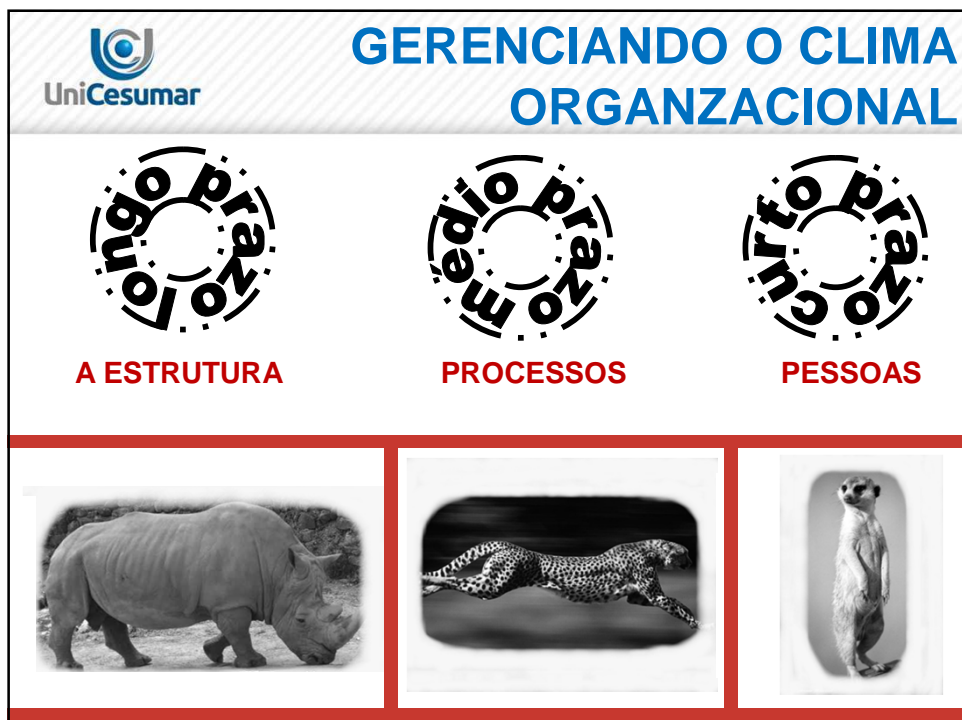 UniCesumar
GERENCIANDO O CLIMA
ORGANZACIONAL
longo prazo
médio prazo
curto prazo
A ESTRUTURA
PROCESSOS
PESSOAS